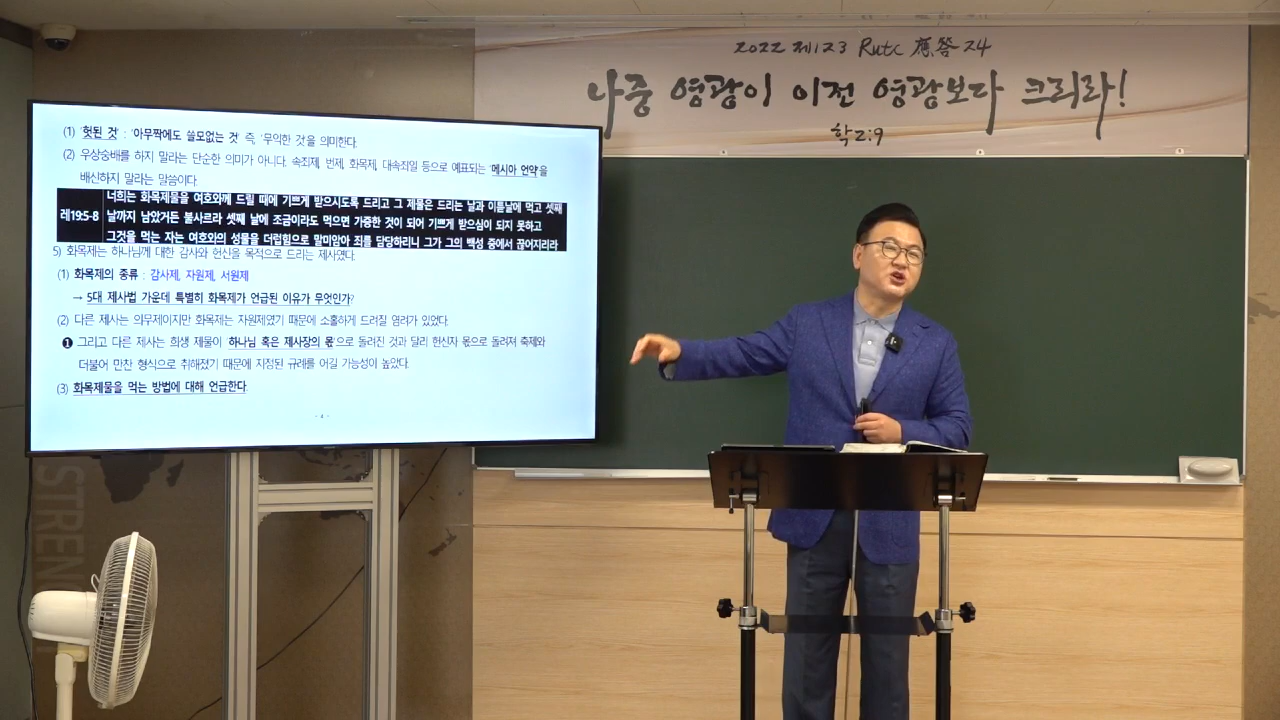 2022 제123 Rutc 應答 24
나중 영광이 이전 영광보다 크리라!
학2:9
(1) '헛된 것' : '아무짝에도 쓸모없는 것' 즉, '무익한 것'을 의미한다.
(2) 우상숭배를 하지 말라는 단순한 의미가 아니다. 속죄제, 번제, 화목제, 대속죄일 등으로 예표되는 '메시아 언약'을
배신하지 말라는 말씀이다.
레19:5-8
너희는 화목제물을 여호와께 드릴 때에 기쁘게 받으시도록 드리고 그 제물은 드리는 날과 이튿날에 먹고 셋째
날까지 남았거든 불사르라 셋째 날에 조금이라도 먹으면 가증한 것이 되어 기쁘게 받으심이 되지 못하고
그것을 먹는 자는 여호와의 성물을 더럽힘으로 말미암아 죄를 담당하리니 그가 그의 백성 중에서 끊어지리라
5) 화목제는 하나님께 대한 감사와 헌신을 목적으로 드리는 제사였다.
(1) 화목제의 종류 : 감사제, 자원제, 서원제
→ 5대 제사법 가운데 특별히 화목제가 언급된 이유가 무엇인가?
(2) 다른 제사는 의무제이지만 화목제는 자원제였기 때문에 소홀하게 드려질 염려가 있었다.
❶ 그리고 다른 제사는 희생 제물이 '하나님 혹은 제사장의 몫'으로 돌려진 것과 달리 헌신자 몫으로 돌려져 축제와
더불어 만찬 형식으로 취해졌기 때문에 지정된 규례를 어길 가능성이 높았다.
(3) 화목제물을 먹는 방법에 대해 언급한다.
- 4 -
STREN